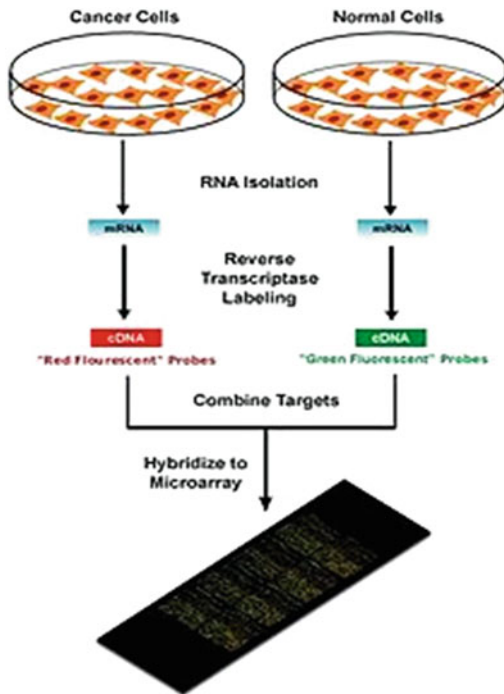 Cancer Cells
Normal Cells
RNA Isolation
mRNA
mRNA
Reverse
Transcriptase
Labeling
cDNA
cDNA
"Red Flourescent" Probes
"Green Fluorescent" Probes
Combine Targets
Hybridize to
Microarray